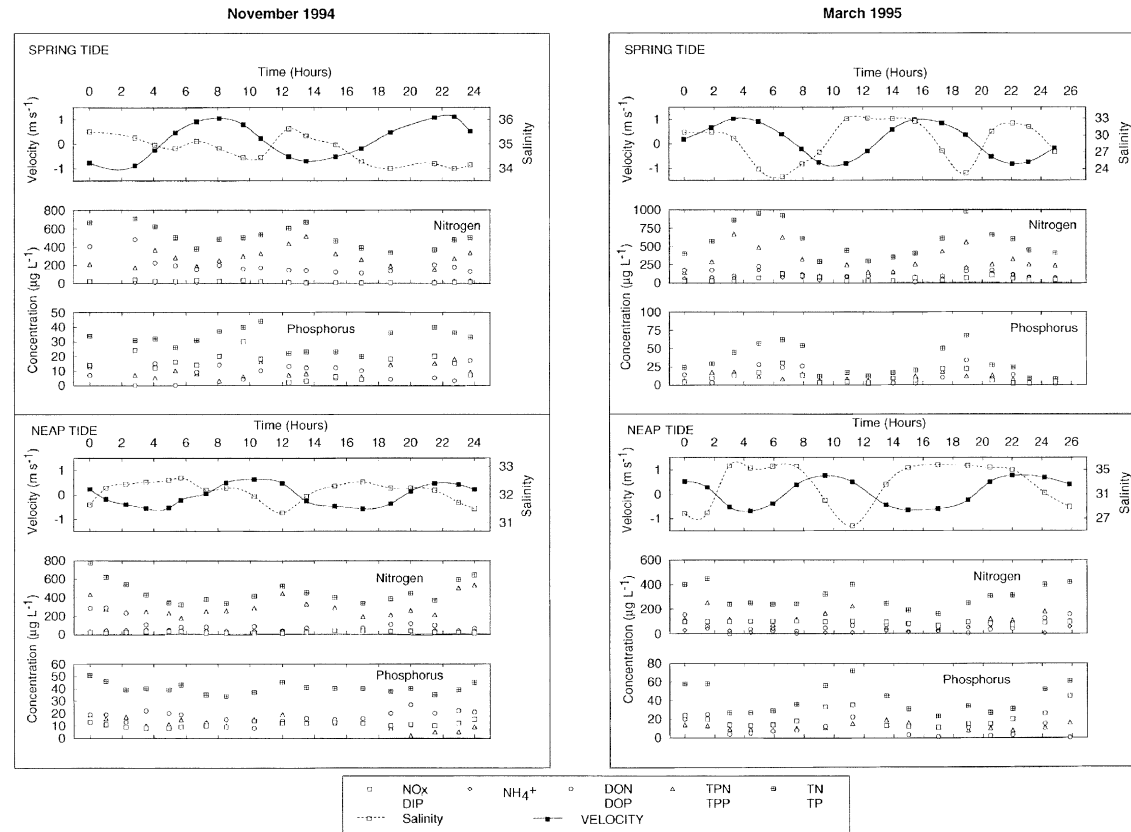 November 1994
March 1995
SPRING TIDE
Time (Hours)
0 2 4 6 8 10 12 14 16 18 20 22 24
Velocity (m s⁻¹)
1
0
-1
36
35
34
Salinity
Nitrogen
800
600
400
200
0
Concentration (µg L⁻¹)
Phosphorus
50
40
30
20
10
0
NEAP TIDE
Time (Hours)
0 2 4 6 8 10 12 14 16 18 20 22 24
Velocity (m s⁻¹)
1
0
-1
33
32
31
Salinity
Nitrogen
800
600
400
200
0
Concentration (µg L⁻¹)
Phosphorus
60
50
40
30
20
10
0
SPRING TIDE
Time (Hours)
0 2 4 6 8 10 12 14 16 18 20 22 24 26
Velocity (m s⁻¹)
1
0
-1
33
30
27
24
Salinity
Nitrogen
1000
750
500
250
0
Concentration (µg L⁻¹)
Phosphorus
100
75
50
25
0
NEAP TIDE
Time (Hours)
0 2 4 6 8 10 12 14 16 18 20 22 24 26
Velocity (m s⁻¹)
1
0
-1
35
31
27
Salinity
Nitrogen
600
400
200
0
Concentration (µg L⁻¹)
Phosphorus
80
60
40
20
0
NOx NH4+ DON TPN TN
DIP DOP TPP TP
Salinity VELOCITY